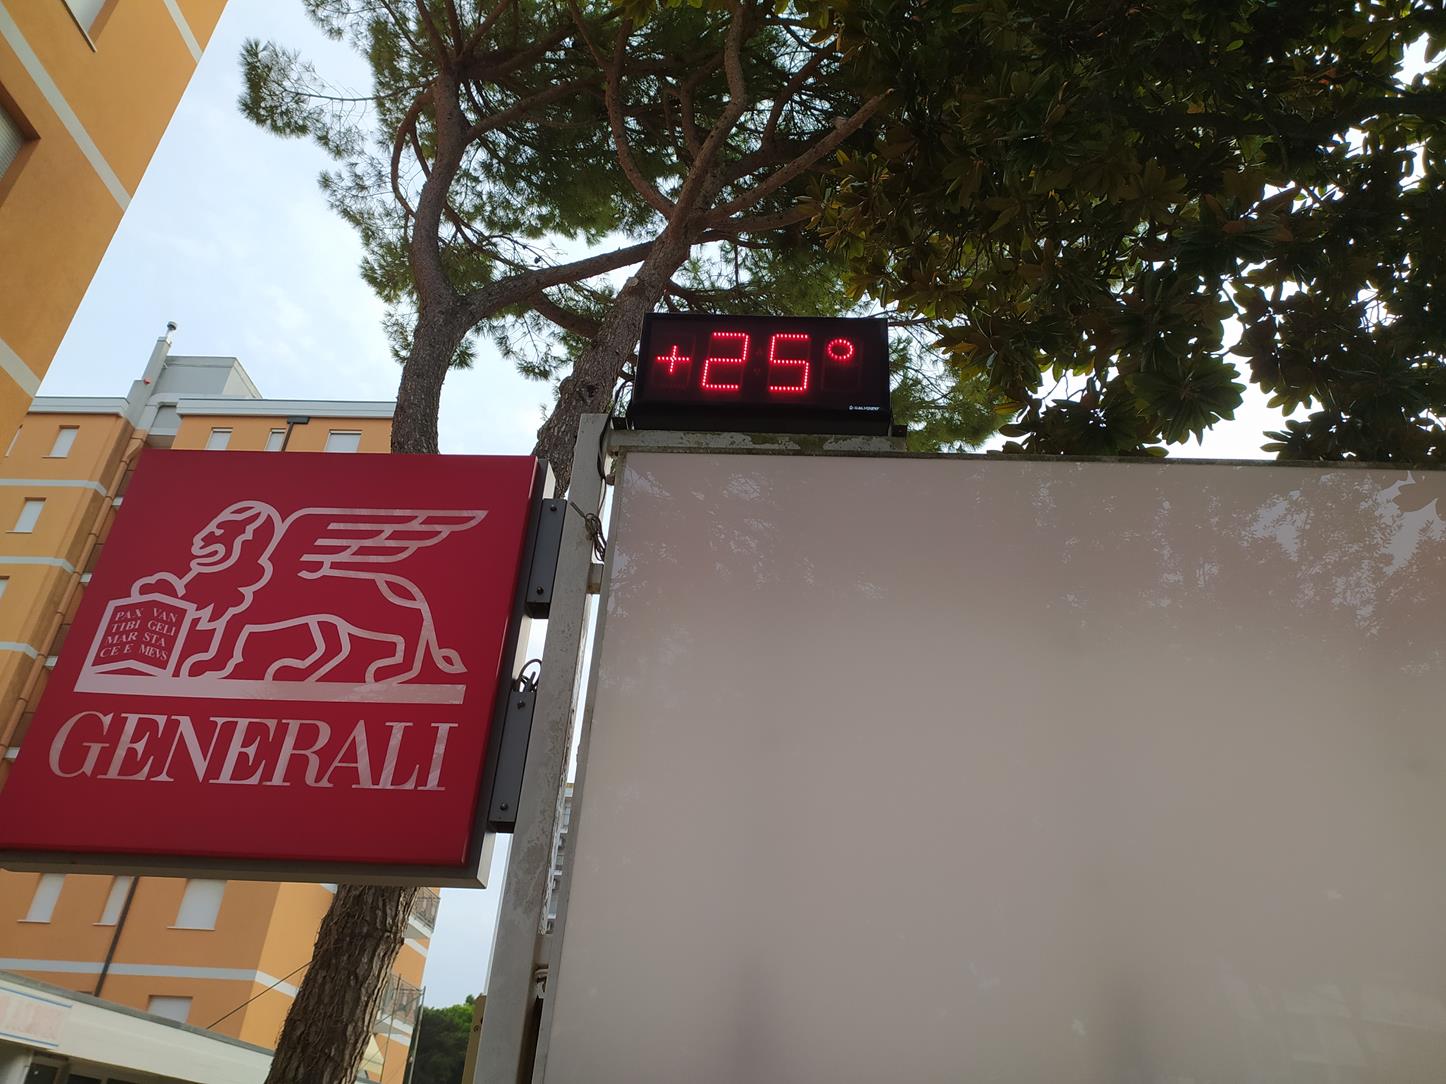 +25°
PAX VAN
TIBI GELI
MAR STA
CE E MEVS
GENERALI